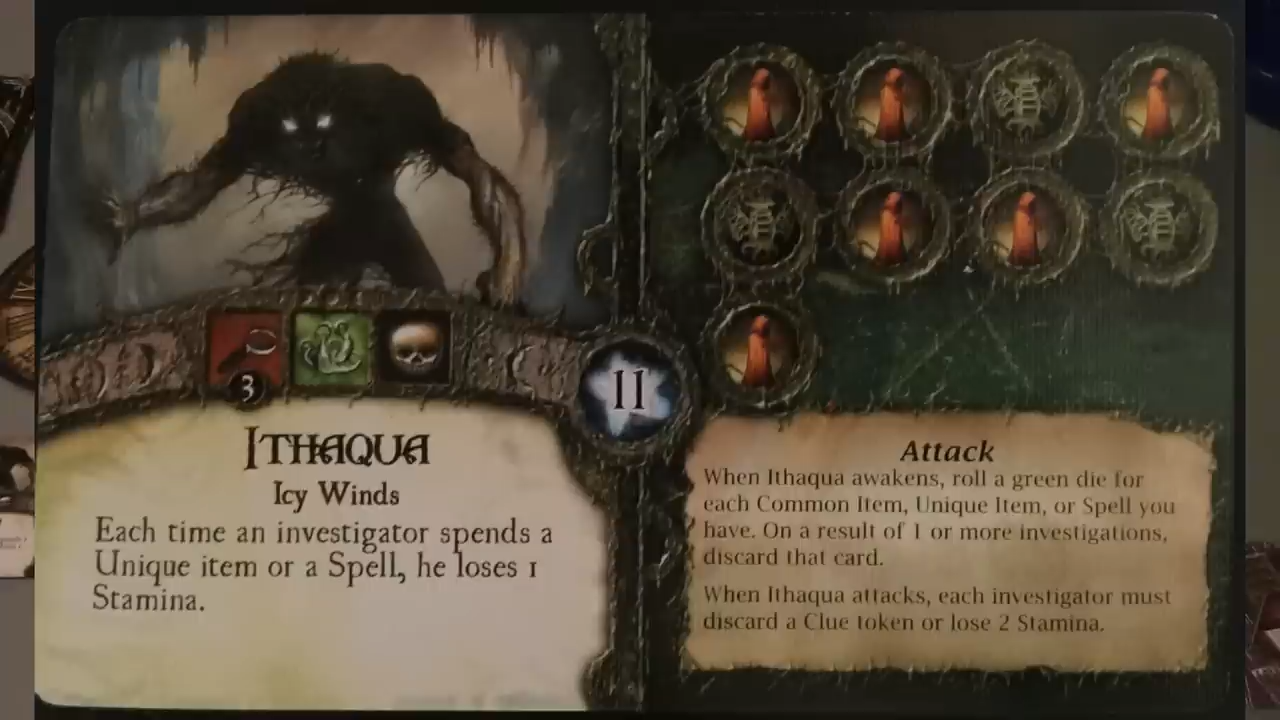 3
11
ITHAQUA
Icy Winds
Each time an investigator spends a
Unique item or a Spell, he loses 1
Stamina.
Attack
When Ithaqua awakens, roll a green die for
each Common Item, Unique Item, or Spell you
have. On a result of 1 or more investigations,
discard that card.
When Ithaqua attacks, each investigator must
discard a Clue token or lose 2 Stamina.